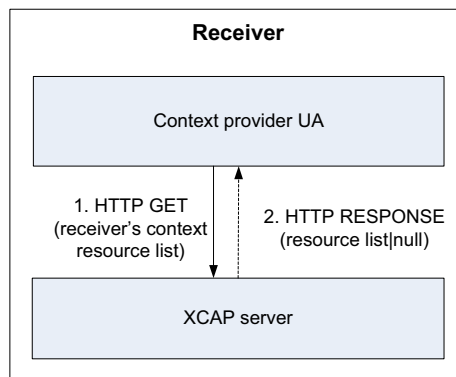 Receiver
Context provider UA
1. HTTP GET
(receiver's context
resource list)
2. HTTP RESPONSE
(resource list|null)
XCAP server